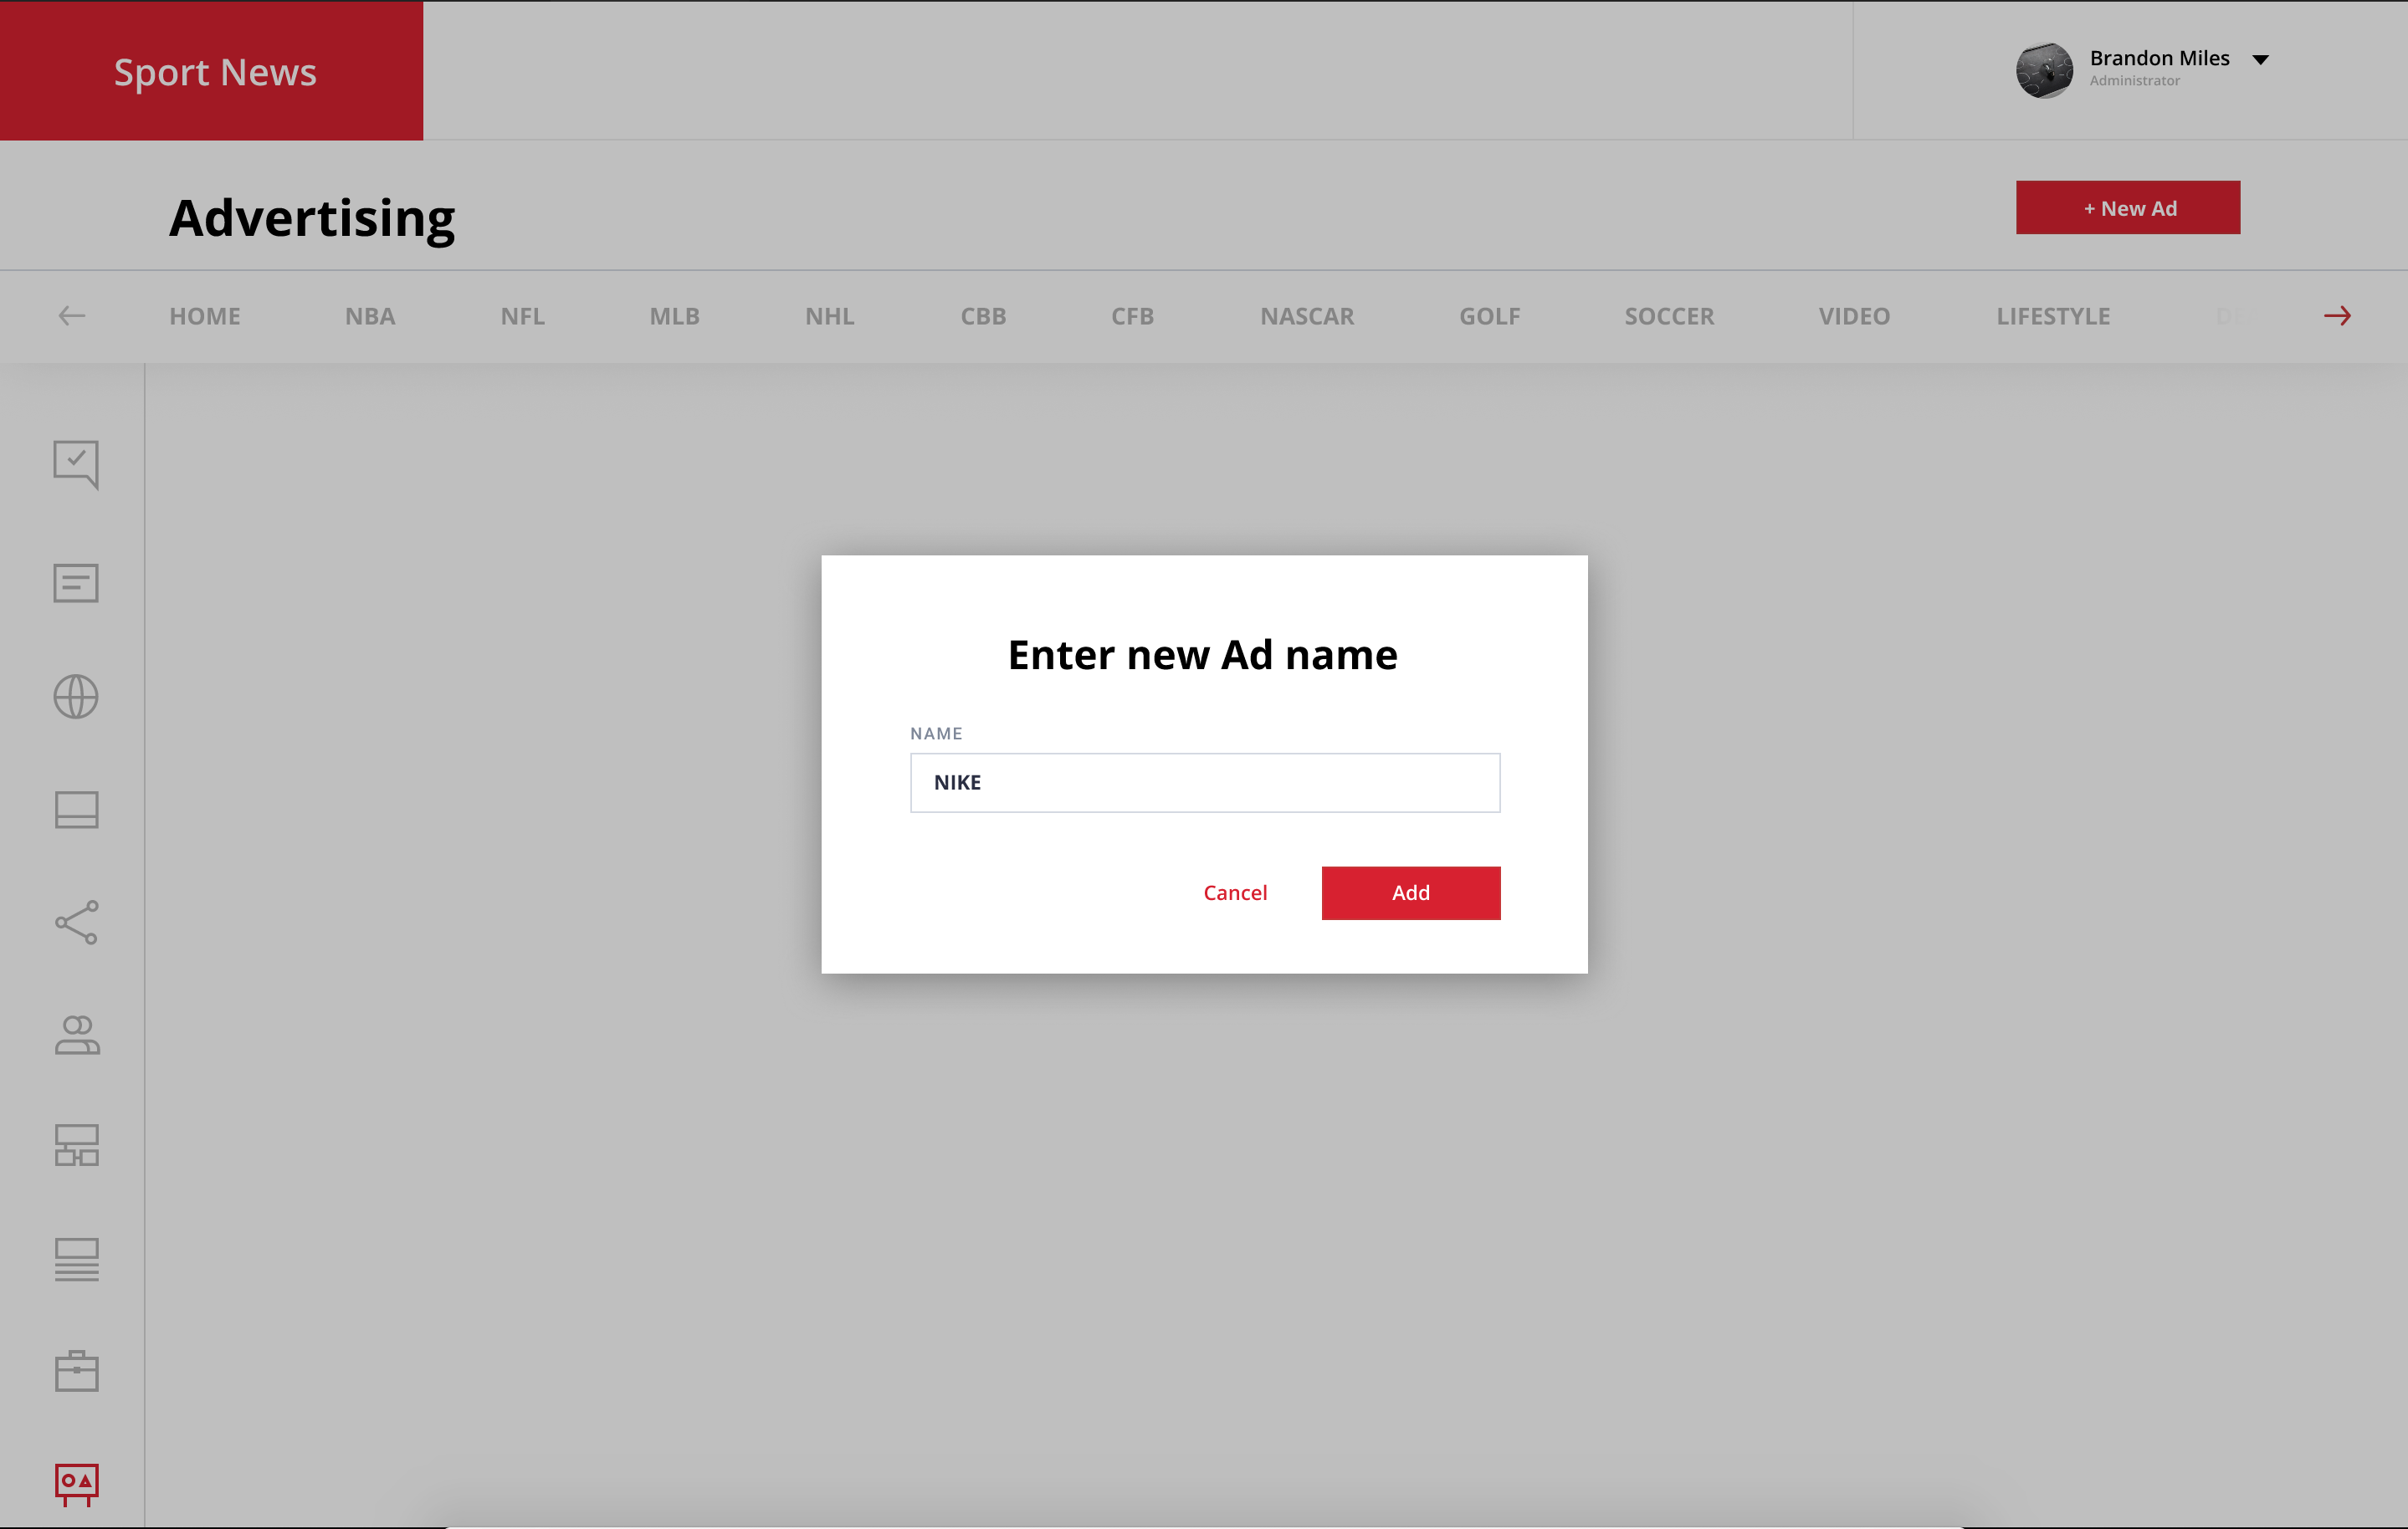 Sport News
Brandon Miles
Administrator
Advertising
+ New Ad
HOME NBA NFL MLB NHL CBB CFB NASCAR GOLF SOCCER VIDEO LIFESTYLE
Enter new Ad name
NAME
NIKE
Cancel Add